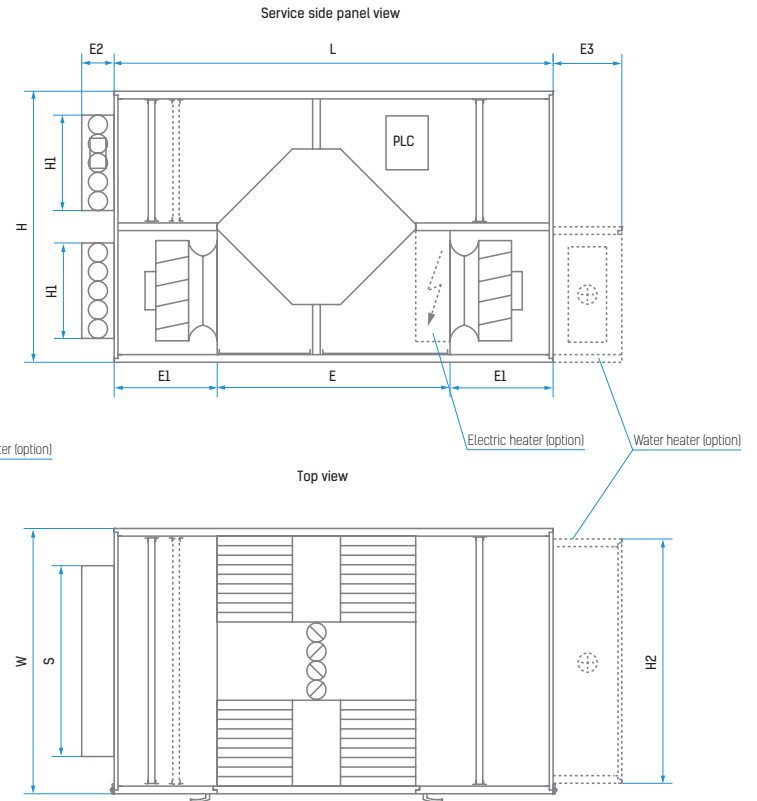 Service side panel view
E2
L
E3
PLC
H1
H
H1
E1
E
E1
ter (option)
Electric heater (option)
Water heater (option)
Top view
W
S
H2